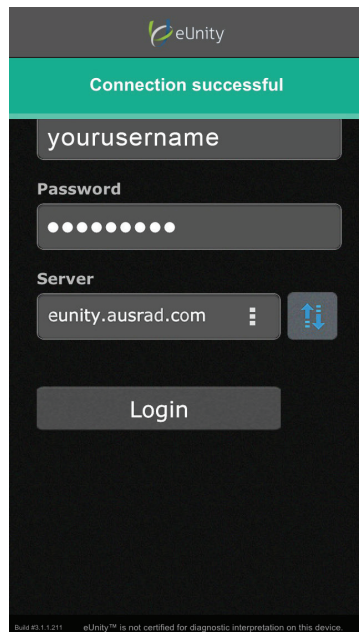 eUnity
Connection successful
yourusername
Password
Server
eunity.ausrad.com
Login
Build #3.1.1.211 eUnity™ is not certified for diagnostic interpretation on this device.